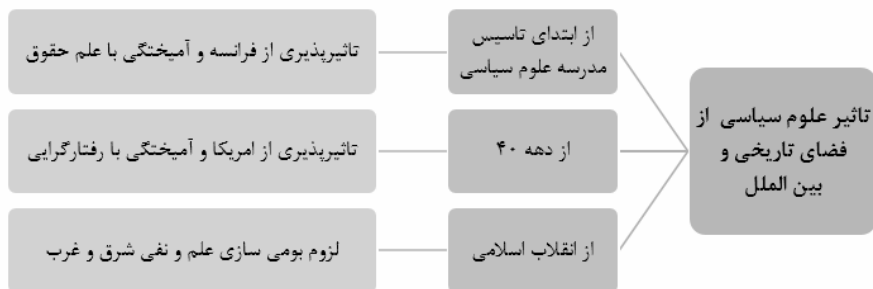 تاثیر علوم سیاسی از
فضای تاریخی و
بین الملل
از ابتدای تاسیس
مدرسه علوم سیاسی
تاثیرپذیری از فرانسه و آمیختگی با علم حقوق
از دهه ۴۰
تاثیرپذیری از امریکا و آمیختگی با رفتارگرایی
از انقلاب اسلامی
لزوم بومی سازی علم و نفی شرق و غرب